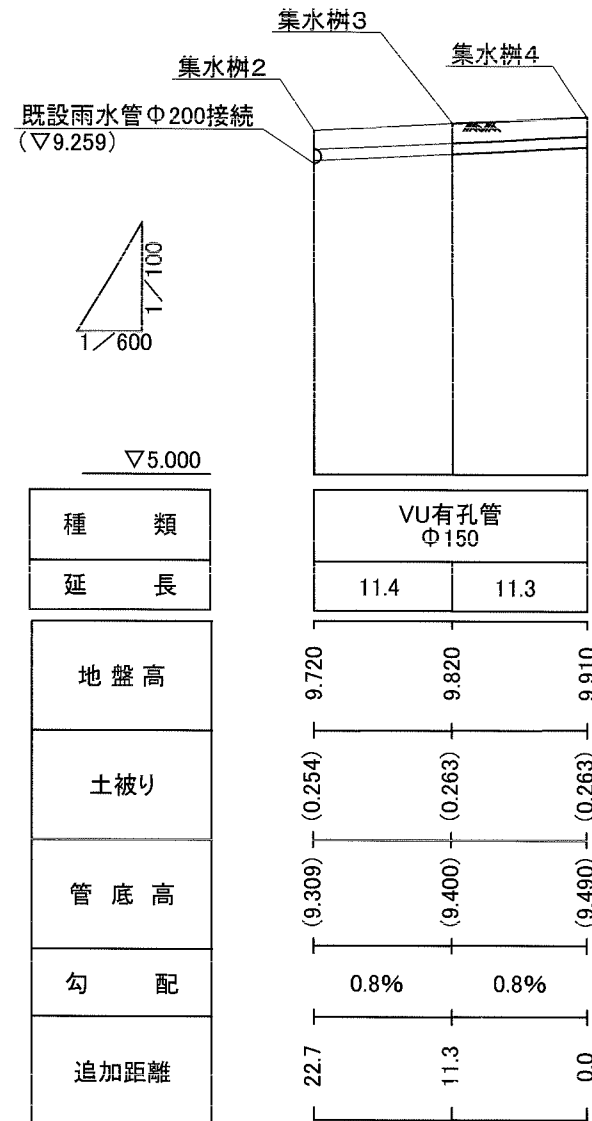 集水桝3
集水桝4
集水桝2
既設雨水管Φ200接続
(▽9.259)
1/100
1/600
▽5.000
種 類 VU有孔管
Φ150
延 長 11.4 11.3
地盤高 9.720 9.820 9.910
土被り (0.254) (0.263) (0.263)
管底高 (9.309) (9.400) (9.490)
勾 配 0.8% 0.8%
追加距離 22.7 11.3 0.0